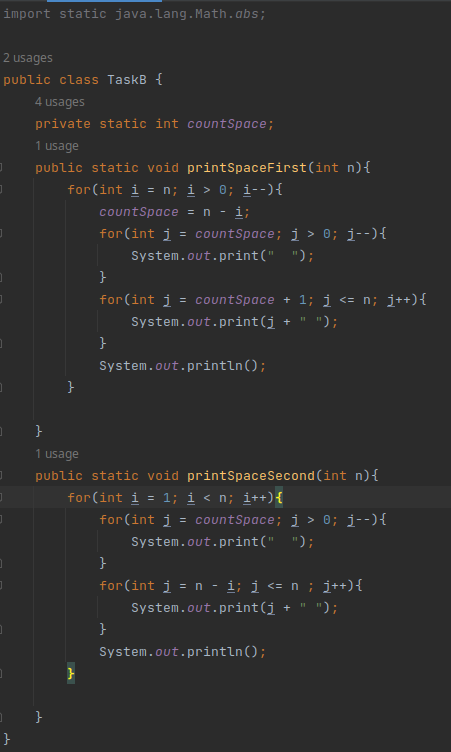 import static java.lang.Math.abs;
2 usages
public class TaskB {
4 usages
private static int countSpace;
1 usage
public static void printSpaceFirst(int n){
for(int i = n; i > 0; i--){
countSpace = n - i;
for(int j = countSpace; j > 0; j--){
System.out.print("  ");
}
for(int j = countSpace + 1; j <= n; j++){
System.out.print(j + " ");
}
System.out.println();
}
}
1 usage
public static void printSpaceSecond(int n){
for(int i = 1; i < n; i++){
for(int j = countSpace; j > 0; j--){
System.out.print("  ");
}
for(int j = n - i; j <= n ; j++){
System.out.print(j + " ");
}
System.out.println();
}
}
}